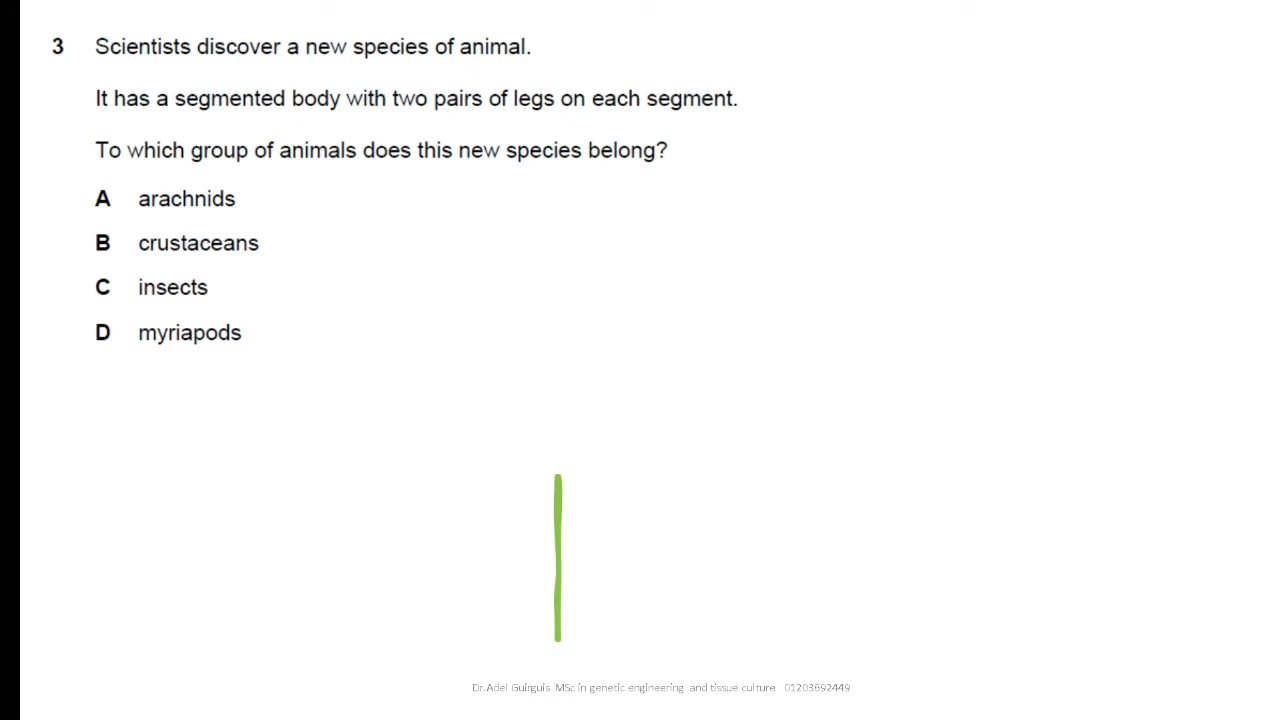 3 Scientists discover a new species of animal.
It has a segmented body with two pairs of legs on each segment.
To which group of animals does this new species belong?
A arachnids
B crustaceans
C insects
D myriapods
Dr.Adel Guirguis MSc in genetic engineering and tissue culture 01203692449